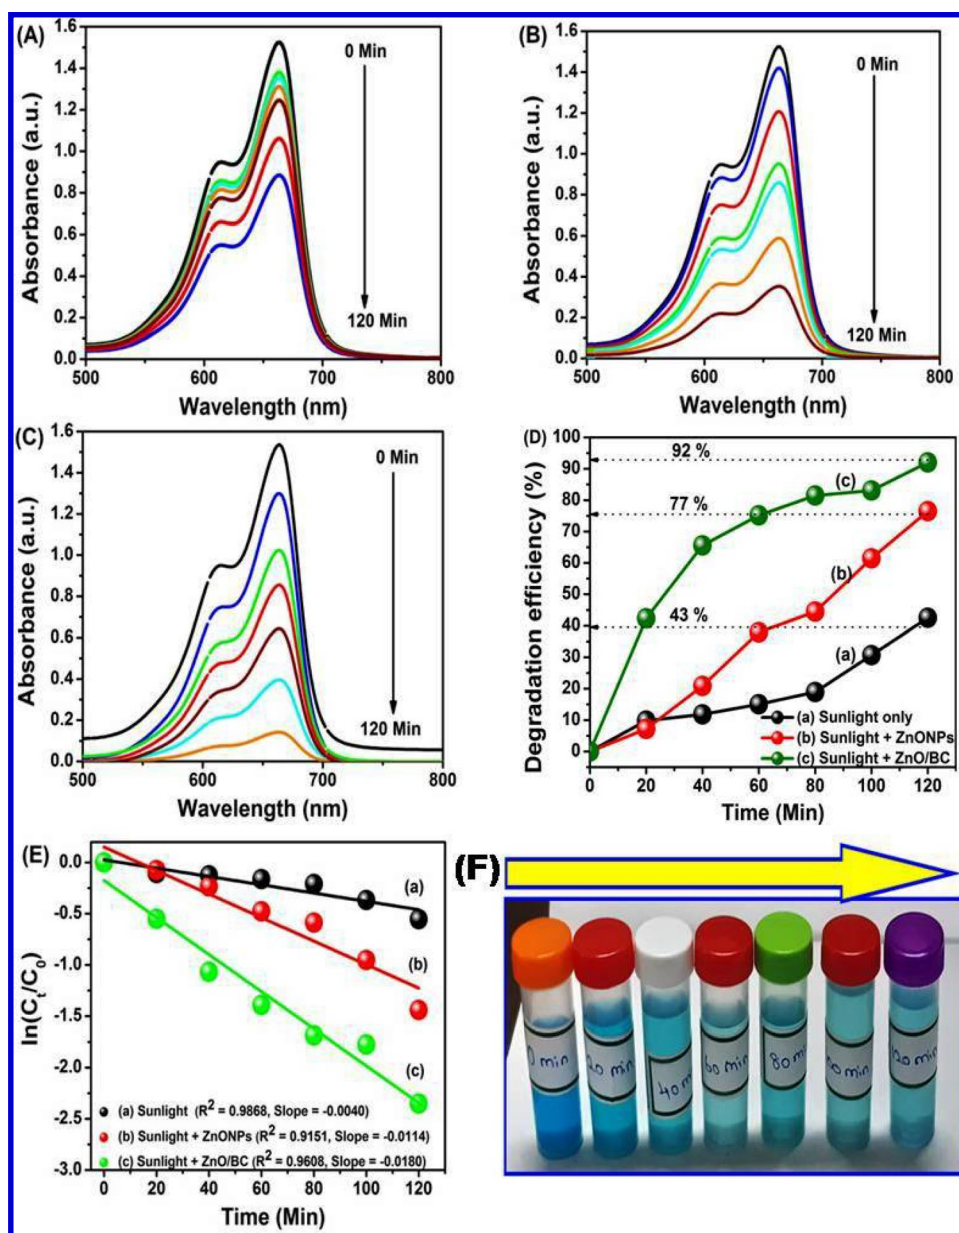 (A)
1.6
1.4
1.2
1.0
0.8
0.6
0.4
0.2
0.0
Absorbance (a.u.)
0 Min
120 Min
500 600 700 800
Wavelength (nm)
(B)
1.6
1.4
1.2
1.0
0.8
0.6
0.4
0.2
0.0
Absorbance (a.u.)
0 Min
120 Min
500 600 700 800
Wavelength (nm)
(C)
1.6
1.4
1.2
1.0
0.8
0.6
0.4
0.2
0.0
Absorbance (a.u.)
0 Min
120 Min
500 600 700 800
Wavelength (nm)
(D)
100
90
80
70
60
50
40
30
20
10
0
Degradation efficiency (%)
92 %
(c)
77 %
(b)
43 %
(a)
(a) Sunlight only
(b) Sunlight + ZnONPs
(c) Sunlight + ZnO/BC
0 20 40 60 80 100 120
Time (Min)
(E)
0.0
-0.5
-1.0
-1.5
-2.0
-2.5
-3.0
ln(Ct/C0)
(a)
(b)
(c)
(a) Sunlight (R² = 0.9868, Slope = -0.0040)
(b) Sunlight + ZnONPs (R² = 0.9151, Slope = -0.0114)
(c) Sunlight + ZnO/BC (R² = 0.9608, Slope = -0.0180)
0 20 40 60 80 100 120
Time (Min)
(F)
0 min
20 min
40 m
60 min
80 mi
00 min
120 min